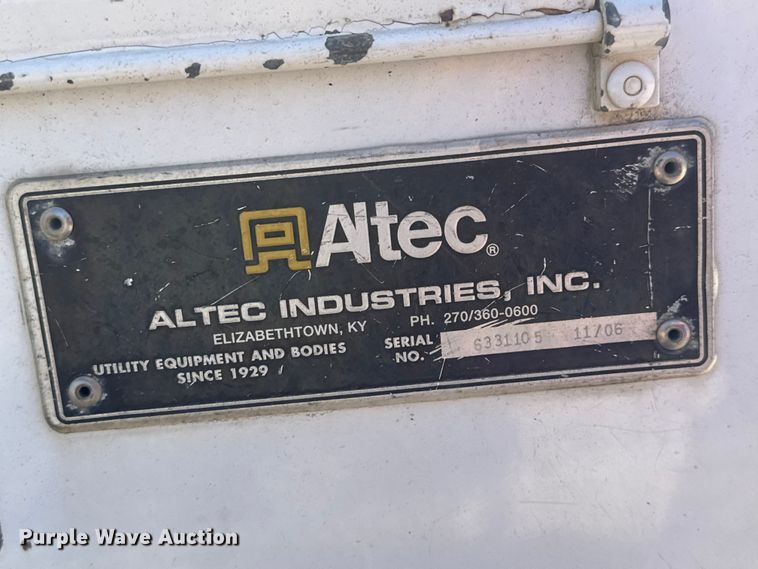 Altec®
ALTEC INDUSTRIES, INC.
ELIZABETHTOWN, KY PH. 270/360-0600
UTILITY EQUIPMENT AND BODIES
SINCE 1929
SERIAL NO. 6331105 11/06
Purple Wave Auction